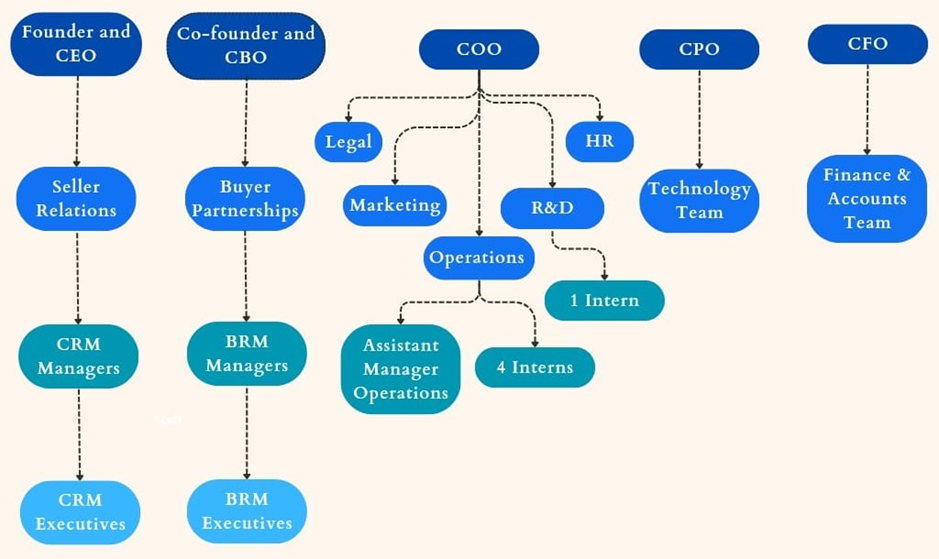 Founder and
CEO
Co-founder and
CBO
COO
CPO
CFO
Legal
HR
Seller
Relations
Buyer
Partnerships
Marketing
R&D
Technology
Team
Finance &
Accounts
Team
Operations
1 Intern
CRM
Managers
BRM
Managers
Assistant
Manager
Operations
4 Interns
CRM
Executives
BRM
Executives